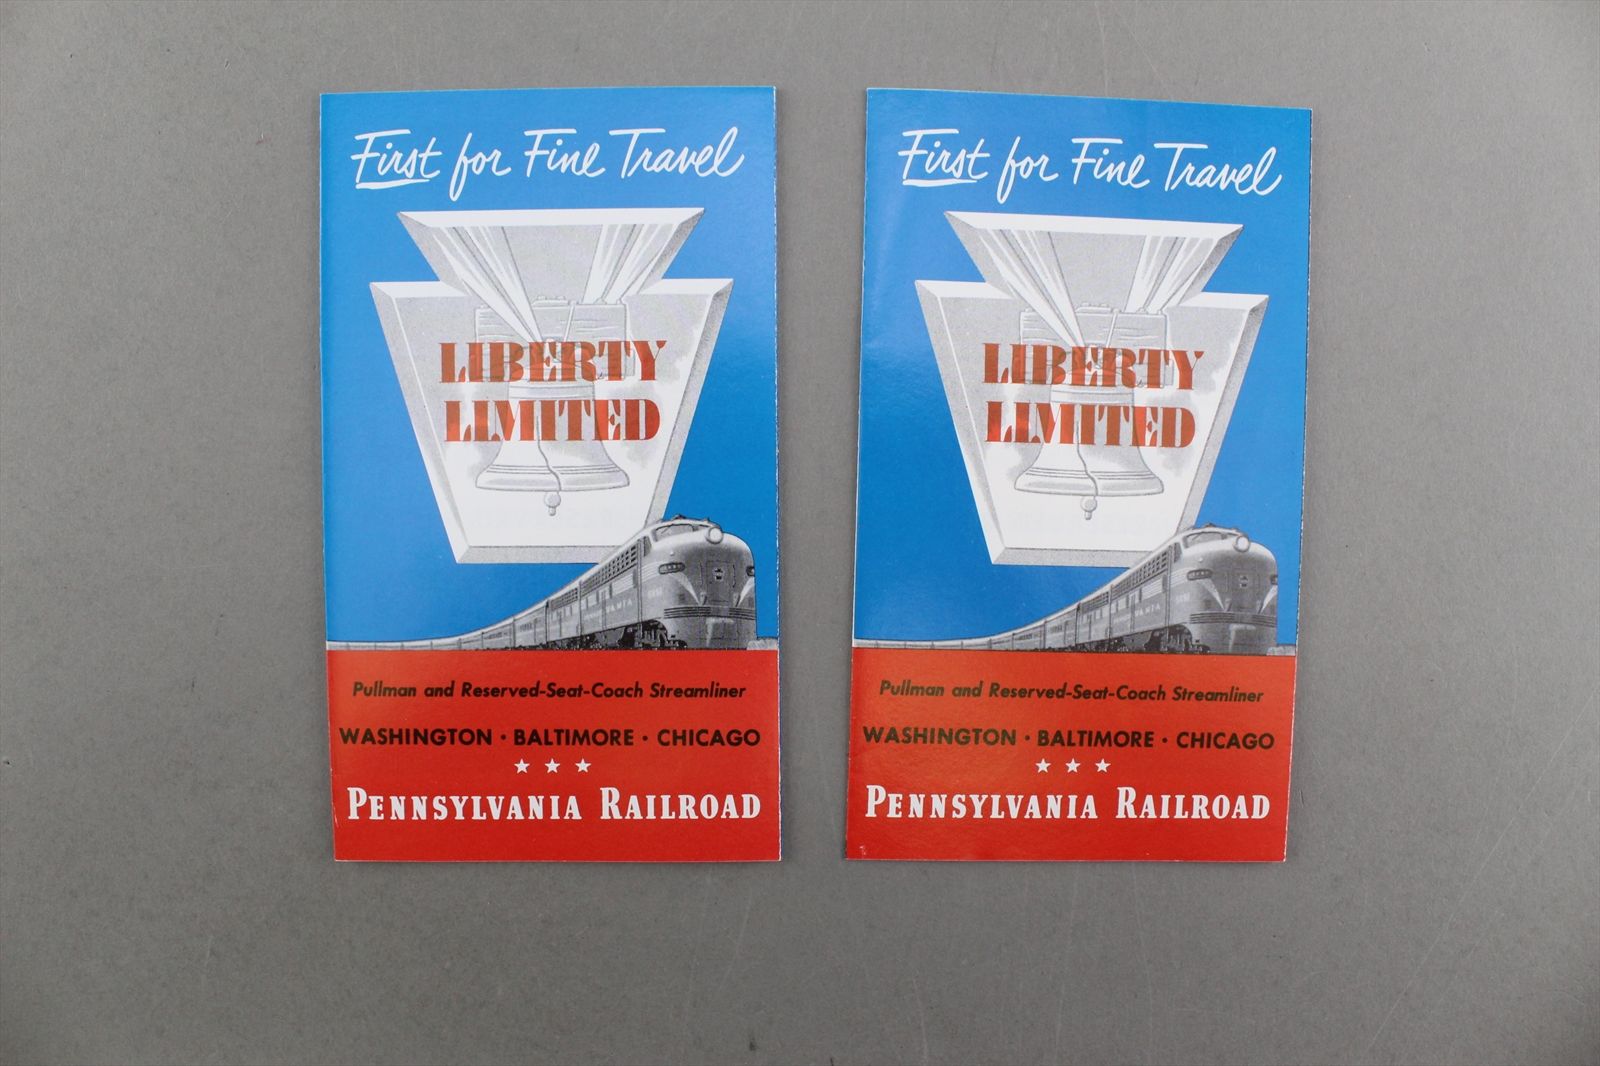 First for Fine Travel
LIBERTY
LIMITED
Pullman and Reserved-Seat-Coach Streamliner
WASHINGTON · BALTIMORE · CHICAGO
PENNSYLVANIA RAILROAD
First for Fine Travel
LIBERTY
LIMITED
Pullman and Reserved-Seat-Coach Streamliner
WASHINGTON · BALTIMORE · CHICAGO
PENNSYLVANIA RAILROAD